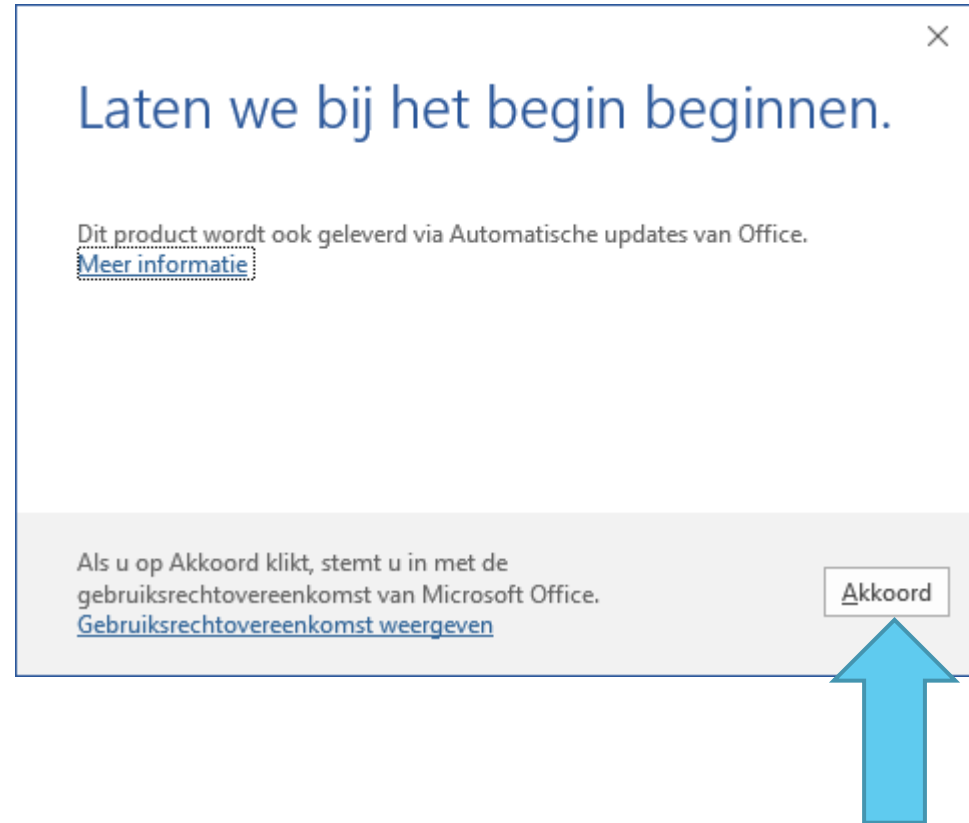 Laten we bij het begin beginnen.
Dit product wordt ook geleverd via Automatische updates van Office.
Meer informatie
Als u op Akkoord klikt, stemt u in met de
gebruiksrechtovereenkomst van Microsoft Office.
Gebruiksrechtovereenkomst weergeven
Akkoord